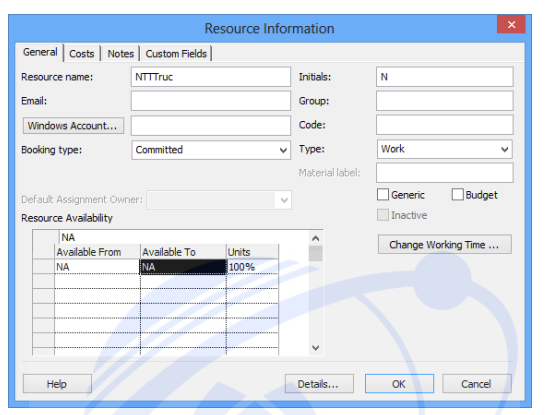 Resource Information
General Costs Notes Custom Fields
Resource name: NTTTruc Initials: N
Email: Group:
Windows Account... Code:
Booking type: Committed Type: Work
Material label:
Default Assignment Owner: Generic Budget
Resource Availability Inactive
NA
Change Working Time ...
Available From Available To Units
NA NA 100%
Help Details... OK Cancel